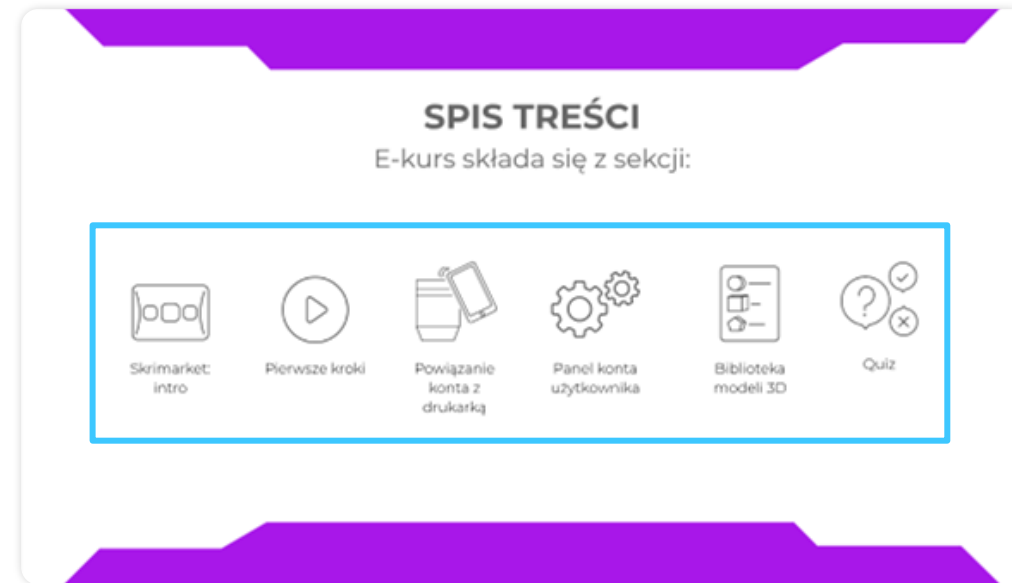 SPIS TREŚCI
E-kurs składa się z sekcji:
Skrimarket:
intro
Pierwsze kroki
Powiązanie
konta z
drukarką
Panel konta
użytkownika
Biblioteka
modeli 3D
Quiz